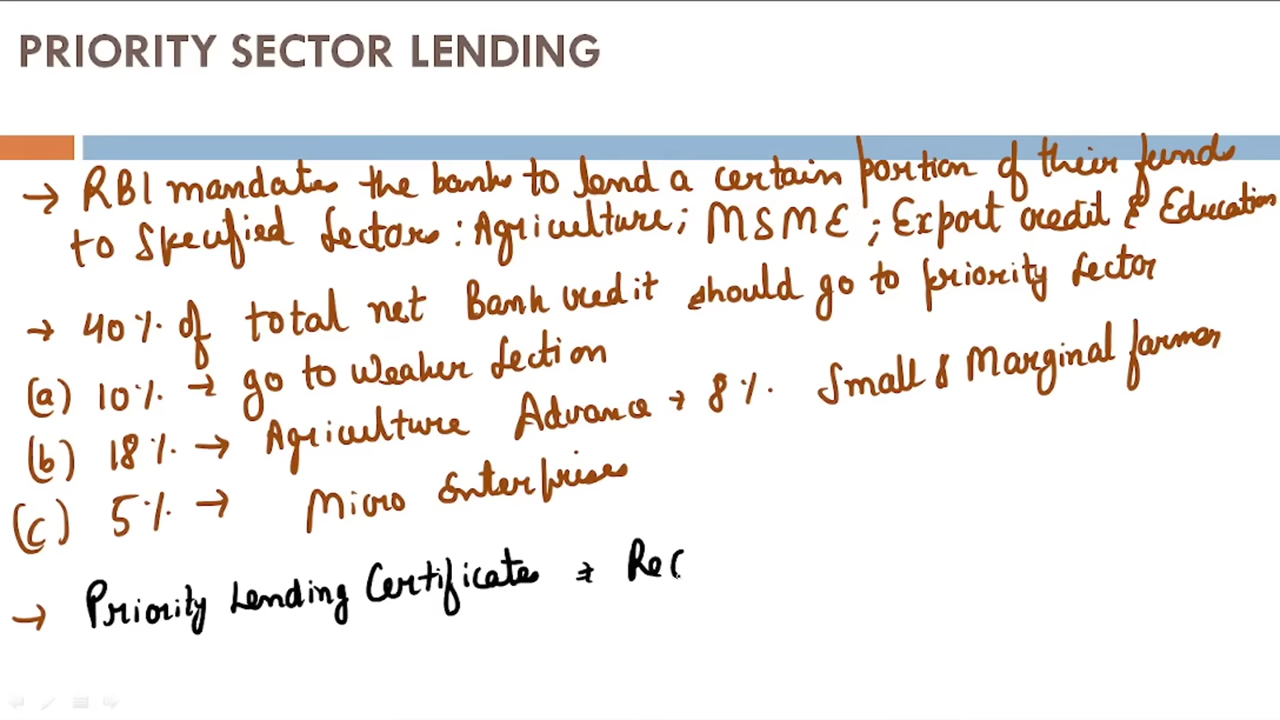 PRIORITY SECTOR LENDING
→ RBI mandates the banks to lend a certain portion of their funds
to Specified Sectors : Agriculture ; MSME ; Export credit & Education
→ 40% of total net Bank credit should go to priority sector
(a) 10% → go to Weaker Section
(b) 18% → Agriculture Advance → 8% Small & Marginal farmer
(c) 5% → Micro Enterprises
→ Priority Lending Certificates → Rec